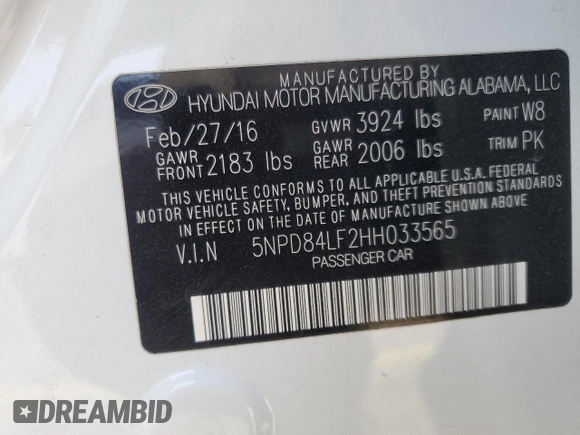 MANUFACTURED BY
HYUNDAI MOTOR MANUFACTURING ALABAMA, LLC
Feb/27/16 GVWR 3924 lbs PAINT W8
GAWR FRONT 2183 lbs GAWR REAR 2006 lbs TRIM PK
THIS VEHICLE CONFORMS TO ALL APPLICABLE U.S.A. FEDERAL
MOTOR VEHICLE SAFETY, BUMPER, AND THEFT PREVENTION STANDARDS
IN EFFECT ON THE DATE OF MANUFACTURE SHOWN ABOVE.
V.I.N 5NPD84LF2HH033565
PASSENGER CAR
DREAMBID